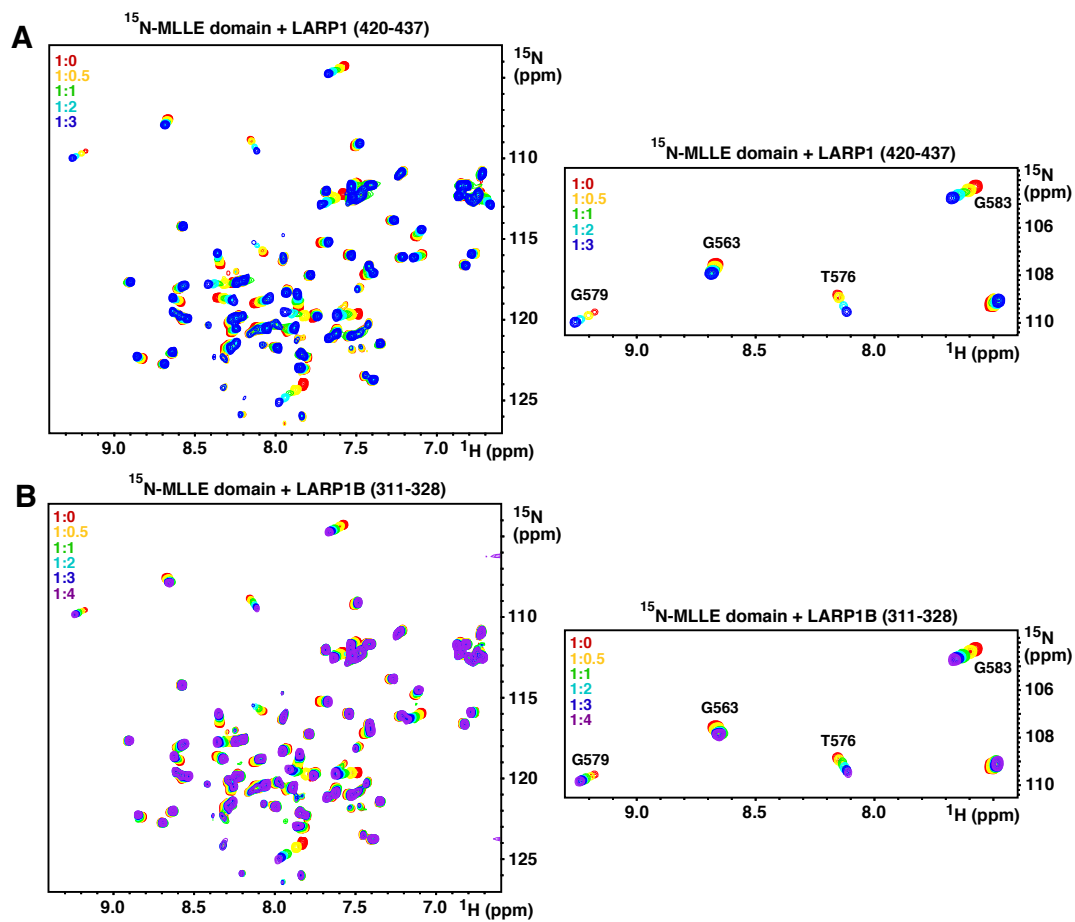 A
¹⁵N-MLLE domain + LARP1 (420-437)
1:0
1:0.5
1:1
1:2
1:3
¹⁵N
(ppm)
110
115
120
125
9.0 8.5 8.0 7.5 7.0 ¹H (ppm)
¹⁵N-MLLE domain + LARP1 (420-437)
1:0
1:0.5
1:1
1:2
1:3
¹⁵N
(ppm)
G583
G563
T576
G579
106
108
110
9.0 8.5 8.0 ¹H (ppm)
B
¹⁵N-MLLE domain + LARP1B (311-328)
1:0
1:0.5
1:1
1:2
1:3
1:4
¹⁵N
(ppm)
110
115
120
125
9.0 8.5 8.0 7.5 7.0 ¹H (ppm)
¹⁵N-MLLE domain + LARP1B (311-328)
1:0
1:0.5
1:1
1:2
1:3
1:4
15N
(ppm)
G583
G563
T576
G579
106
108
110
9.0 8.5 8.0 ¹H (ppm)